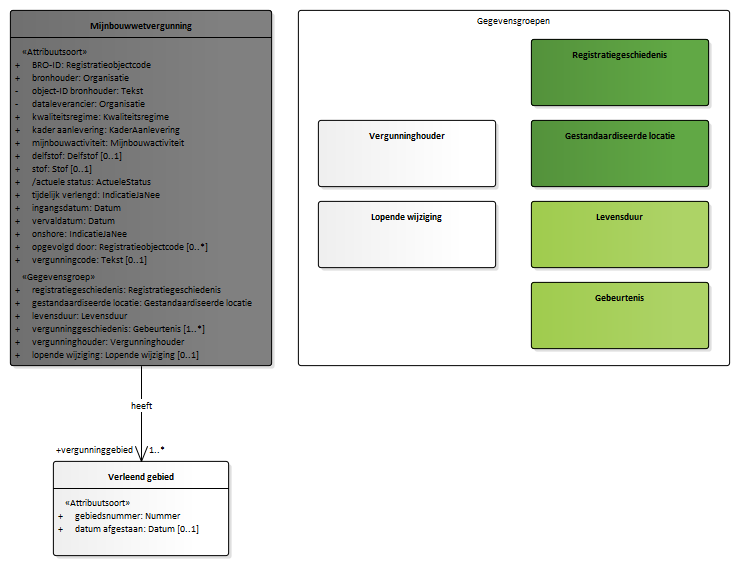 Mijnbouwwetvergunning
«Attribuutsoort»
+ BRO-ID: Registratieobjectcode
+ bronhouder: Organisatie
- object-ID bronhouder: Tekst
- dataleverancier: Organisatie
+ kwaliteitsregime: Kwaliteitsregime
+ kader aanlevering: KaderAanlevering
+ mijnbouwactiviteit: Mijnbouwactiviteit
+ delfstof: Delfstof [0..1]
+ stof: Stof [0..1]
+ /actuele status: ActueleStatus
+ tijdelijk verlengd: IndicatieJaNee
+ ingangsdatum: Datum
+ vervaldatum: Datum
+ onshore: IndicatieJaNee
+ opgevolgd door: Registratieobjectcode [0..*]
+ vergunningcode: Tekst [0..1]
«Gegevensgroep»
+ registratiegeschiedenis: Registratiegeschiedenis
+ gestandaardiseerde locatie: Gestandaardiseerde locatie
+ levensduur: Levensduur
+ vergunninggeschiedenis: Gebeurtenis [1..*]
+ vergunninghouder: Vergunninghouder
+ lopende wijziging: Lopende wijziging [0..1]
heeft
+vergunninggebied 1..*
Verleend gebied
«Attribuutsoort»
+ gebiedsnummer: Nummer
+ datum afgestaan: Datum [0..1]
Gegevensgroepen
Registratiegeschiedenis
Vergunninghouder
Gestandaardiseerde locatie
Lopende wijziging
Levensduur
Gebeurtenis